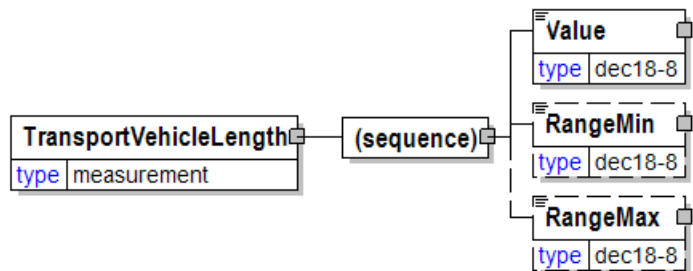 TransportVehicleLength
type measurement
(sequence)
Value
type dec18-8
RangeMin
type dec18-8
RangeMax
type dec18-8